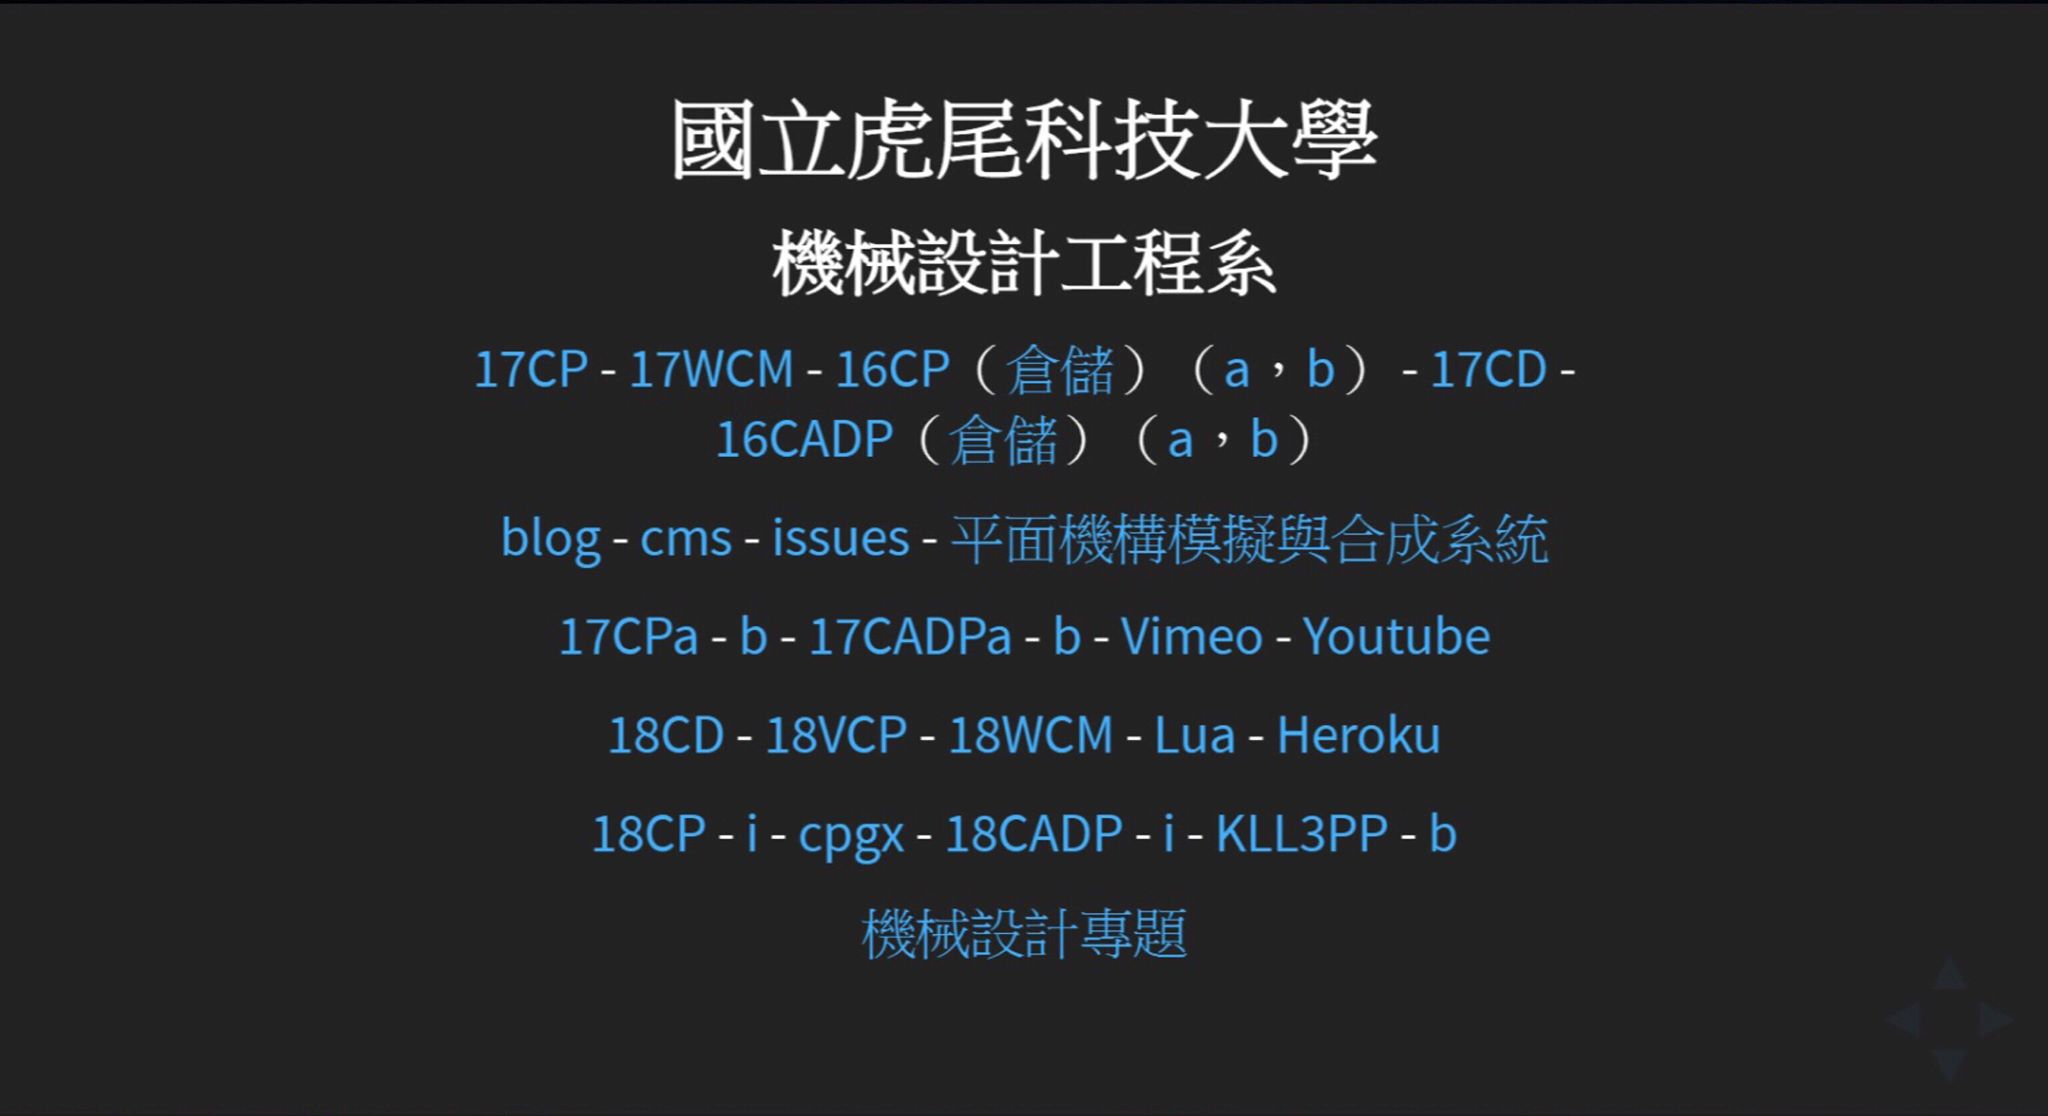 國立虎尾科技大學
機械設計工程系
17CP - 17WCM - 16CP（倉儲）（a，b）- 17CD -
16CADP（倉儲）（a，b）
blog - cms - issues - 平面機構模擬與合成系統
17CPa - b - 17CADPa - b - Vimeo - Youtube
18CD - 18VCP - 18WCM - Lua - Heroku
18CP - i - cpgx - 18CADP - i - KLL3PP - b
機械設計專題